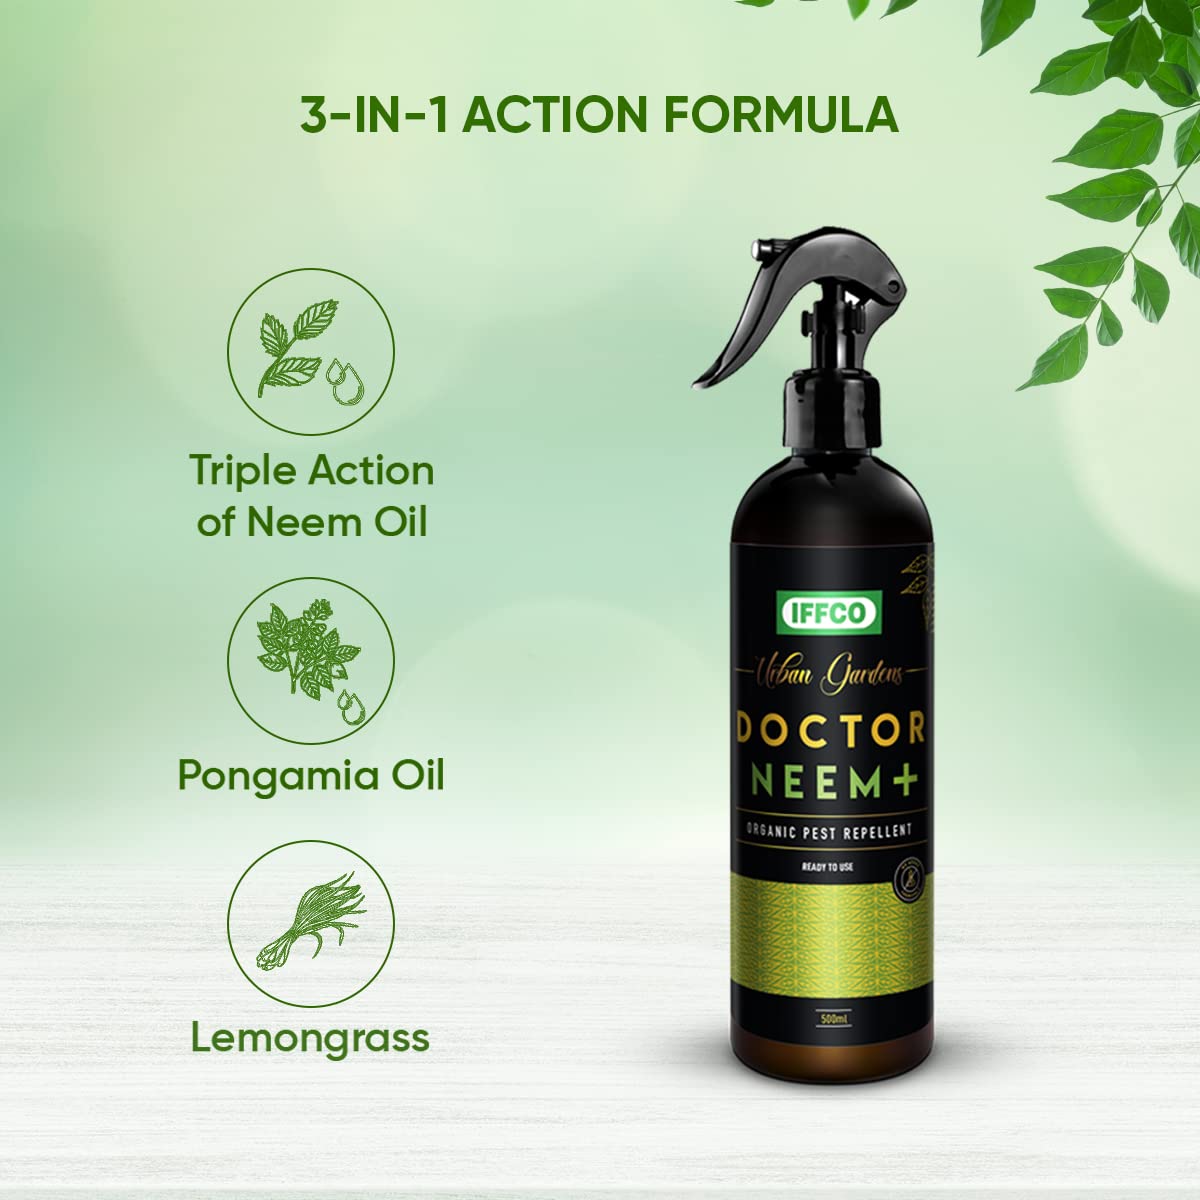 3-IN-1 ACTION FORMULA
Triple Action
of Neem Oil
Pongamia Oil
Lemongrass
IFFCO
Urban Gardens
DOCTOR
NEEM+
ORGANIC PEST REPELLENT
READY TO USE
500ml